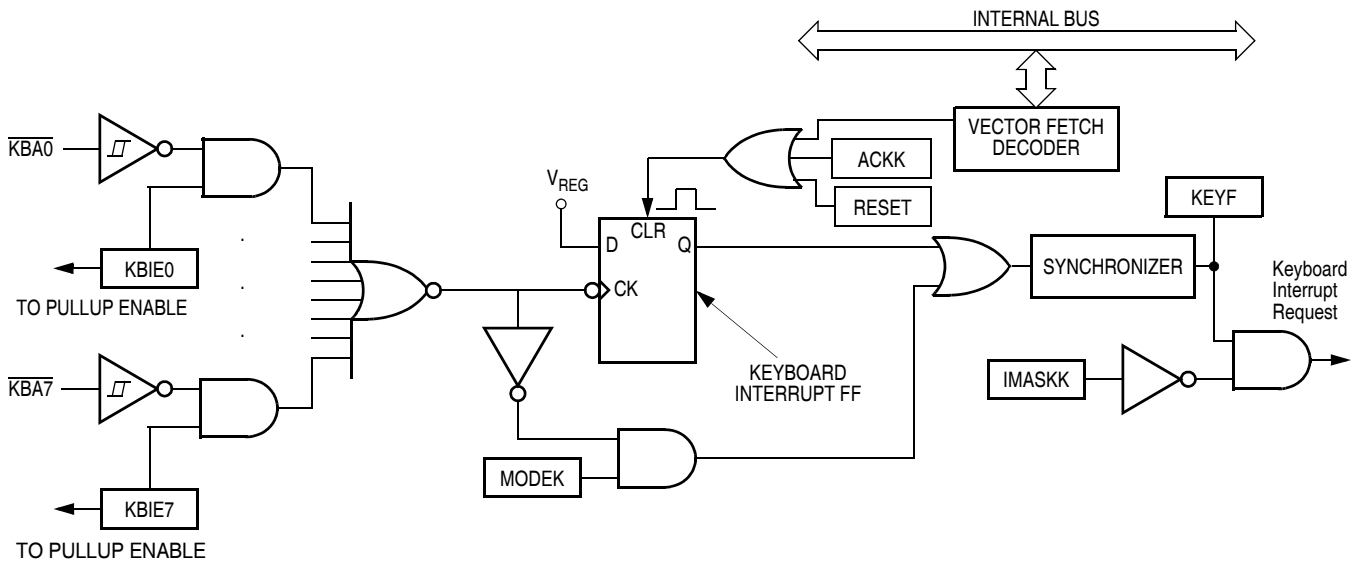 INTERNAL BUS
VECTOR FETCH
DECODER
ACKK
RESET
KBA0
KBIE0
TO PULLUP ENABLE
KBA7
KBIE7
TO PULLUP ENABLE
VREG
CLR
D
Q
CK
KEYBOARD
INTERRUPT FF
MODEK
SYNCHRONIZER
KEYF
IMASKK
Keyboard
Interrupt
Request